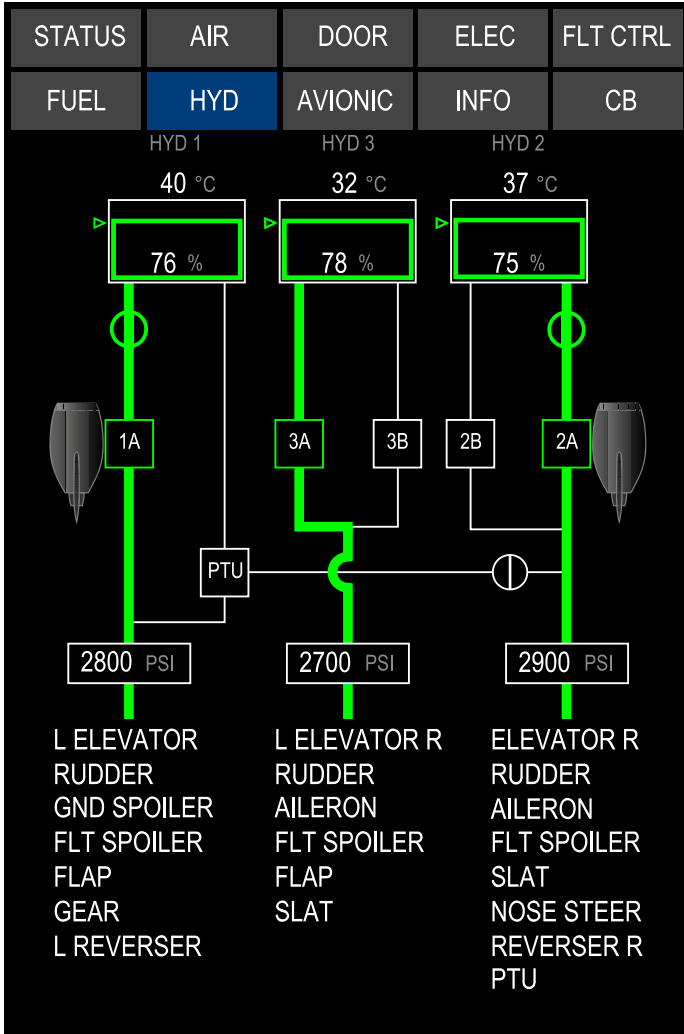 STATUS AIR DOOR ELEC FLT CTRL
FUEL HYD AVIONIC INFO CB
HYD 1 HYD 3 HYD 2
40 °C 32 °C 37 °C
76 % 78 % 75 %
1A 3A 3B 2B 2A
PTU
2800 PSI 2700 PSI 2900 PSI
L ELEVATOR
RUDDER
GND SPOILER
FLT SPOILER
FLAP
GEAR
L REVERSER
L ELEVATOR R
RUDDER
AILERON
FLT SPOILER
FLAP
SLAT
ELEVATOR R
RUDDER
AILERON
FLT SPOILER
SLAT
NOSE STEER
REVERSER R
PTU